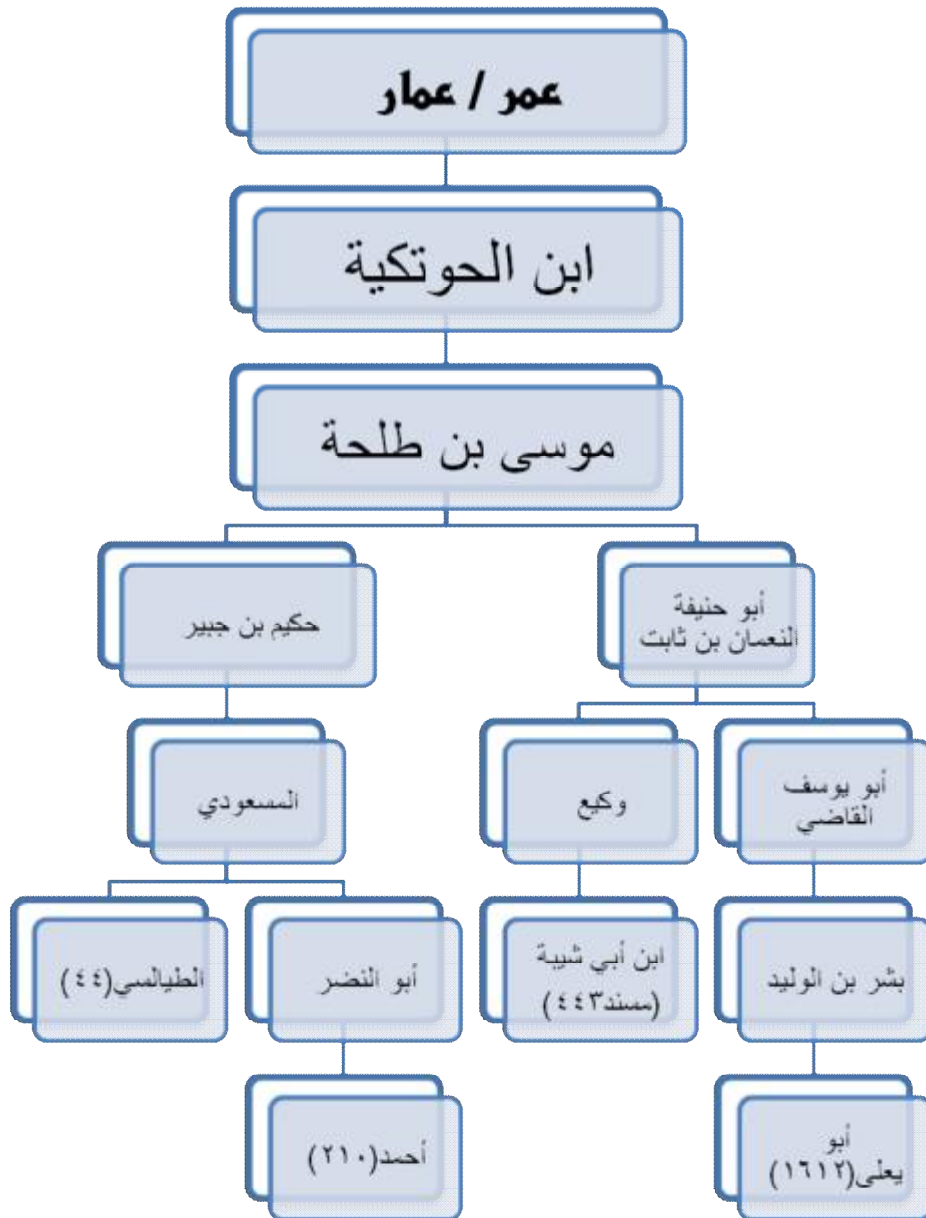 عمر / عمار
ابن الحوتكية
موسى بن طلحة
أبو حنيفة
النعمان بن ثابت
حكيم بن جبير
أبو يوسف
القاضي
وكيع
المسعودي
بشر بن الوليد
ابن أبي شيبة
(مسند٤٤٣)
أبو النضر
الطيالسي(٤٤)
أبو
يعلى(١٦١٢)
أحمد(٢١٠)